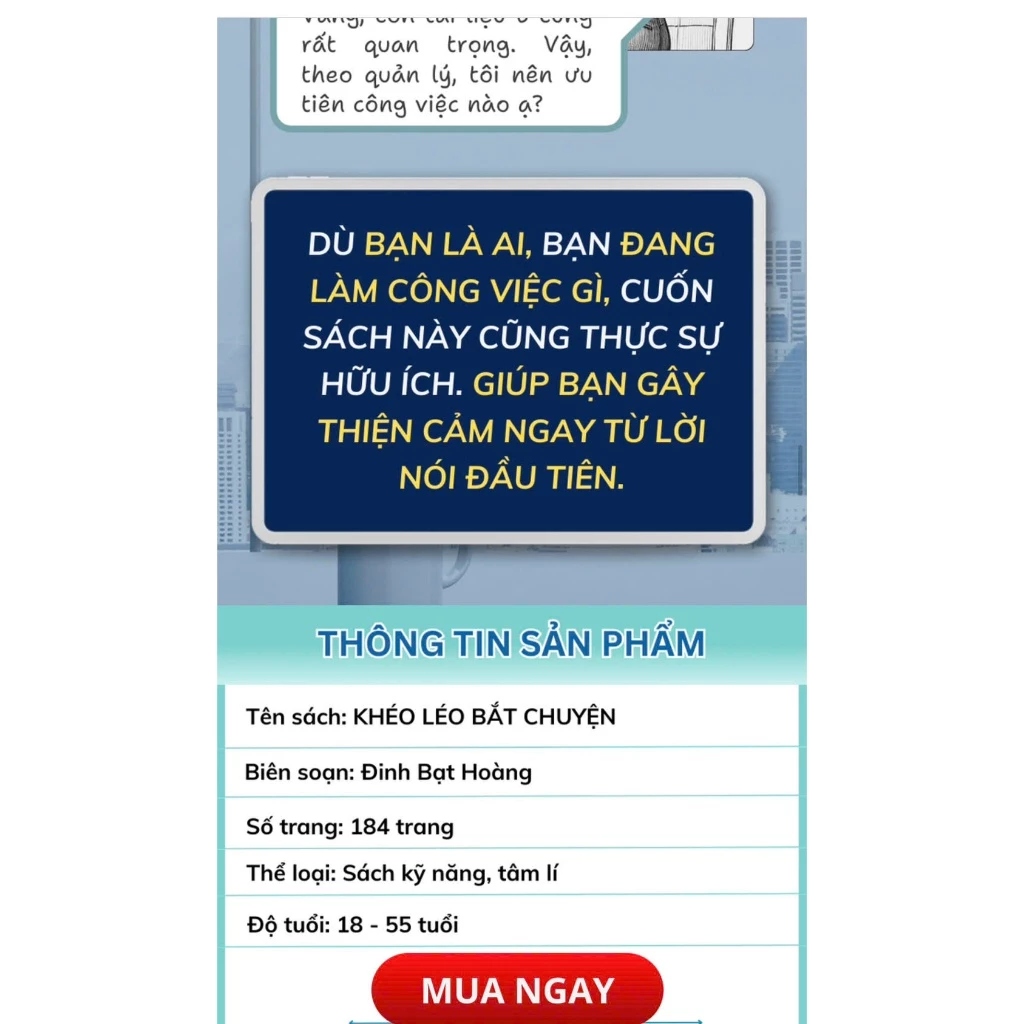 rất quan trọng. Vậy,
theo quản lý, tôi nên ưu
tiên công việc nào ạ?
DÙ BẠN LÀ AI, BẠN ĐANG
LÀM CÔNG VIỆC GÌ, CUỐN
SÁCH NÀY CŨNG THỰC SỰ
HỮU ÍCH. GIÚP BẠN GÂY
THIỆN CẢM NGAY TỪ LỜI
NÓI ĐẦU TIÊN.
THÔNG TIN SẢN PHẨM
Tên sách: KHÉO LÉO BẮT CHUYỆN
Biên soạn: Đinh Bạt Hoàng
Số trang: 184 trang
Thể loại: Sách kỹ năng, tâm lí
Độ tuổi: 18 - 55 tuổi
MUA NGAY